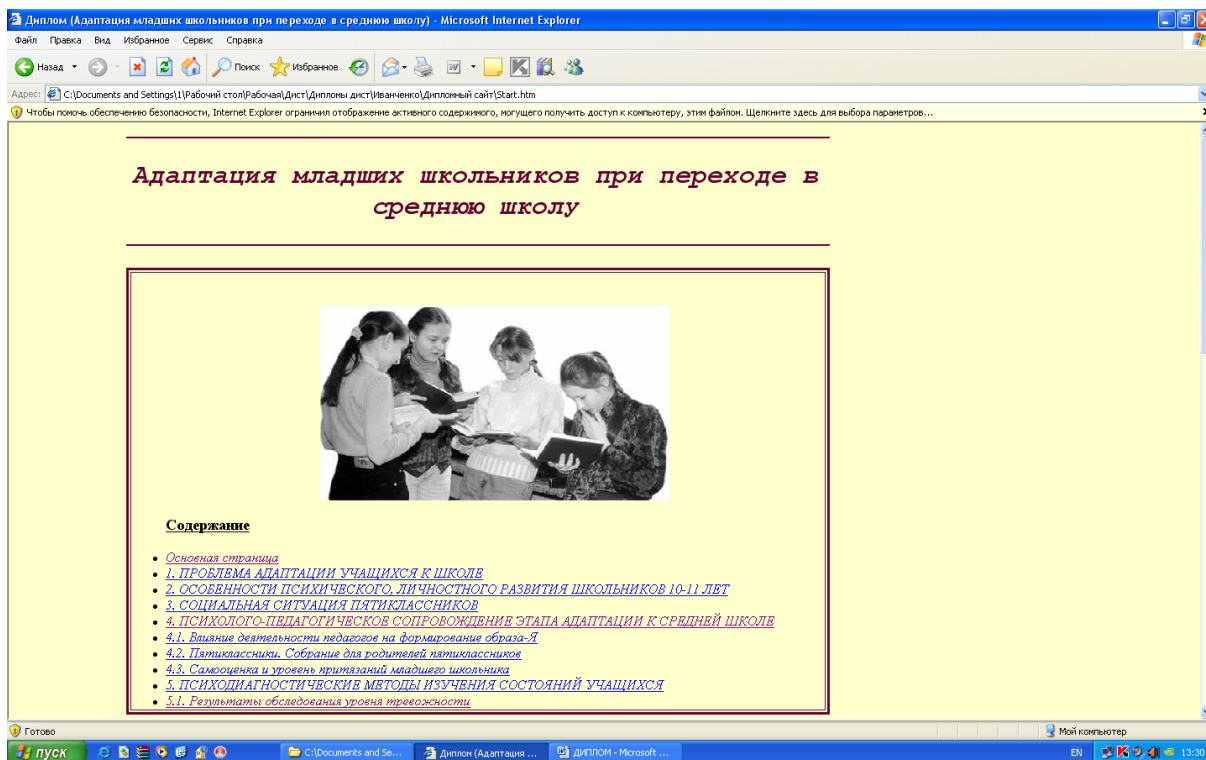 Диплом (Адаптация младших школьников при переходе в среднюю школу) - Microsoft Internet Explorer
Файл Правка Вид Избранное Сервис Справка
Назад Поиск Избранное
Адрес: C:\Documents and Settings\1\Рабочий стол\Рабочая\Дист\Дипломы дист\Иванченко\Дипломный сайт\Start.htm
Чтобы помочь обеспечению безопасности, Internet Explorer ограничил отображение активного содержимого, могущего получить доступ к компьютеру, этим файлом. Щелкните здесь для выбора параметров...
Адаптация младших школьников при переходе в
среднюю школу
Содержание
Основная страница
1. ПРОБЛЕМА АДАПТАЦИИ УЧАЩИХСЯ К ШКОЛЕ
2. ОСОБЕННОСТИ ПСИХИЧЕСКОГО, ЛИЧНОСТНОГО РАЗВИТИЯ ШКОЛЬНИКОВ 10-11 ЛЕТ
3. СОЦИАЛЬНАЯ СИТУАЦИЯ ПЯТИКЛАССНИКОВ
4. ПСИХОЛОГО-ПЕДАГОГИЧЕСКОЕ СОПРОВОЖДЕНИЕ ЭТАПА АДАПТАЦИИ К СРЕДНЕЙ ШКОЛЕ
4.1. Влияние деятельности педагогов на формирование образа-Я
4.2. Пятиклассники. Собрание для родителей пятиклассников
4.3. Самооценка и уровень притязаний младшего школьника
5. ПСИХОДИАГНОСТИЧЕСКИЕ МЕТОДЫ ИЗУЧЕНИЯ СОСТОЯНИЙ УЧАЩИХСЯ
5.1. Результаты обследования уровня тревожности
Готово Мой компьютер
пуск C:\Documents and Se... Диплом (Адаптация ... ДИПЛОМ - Microsoft ... EN 13:30